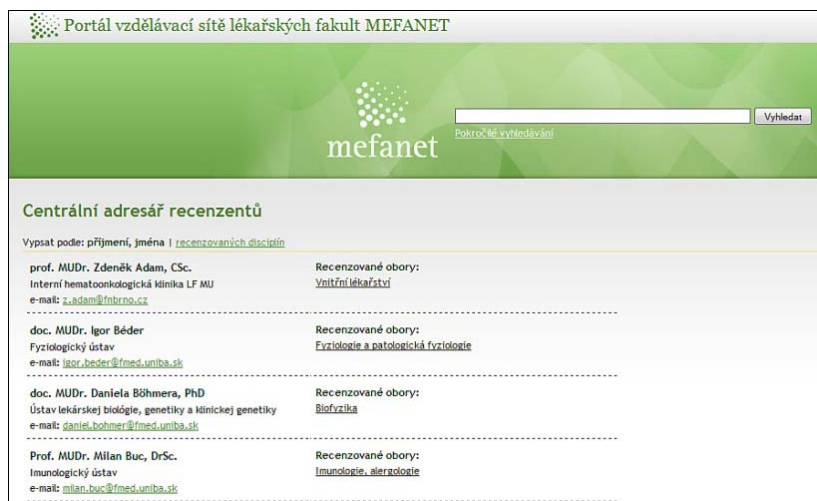 Portál vzdělávací sítě lékařských fakult MEFANET
mefanet
Vyhledat
Pokročilé vyhledávání
Centrální adresář recenzentů
Vypsat podle: příjmení, jména | recenzovaných disciplín
prof. MUDr. Zdeněk Adam, CSc.
Interní hematoonkologická klinika LF MU
e-mail: z.adam@fnbrno.cz
Recenzované obory:
Vnitřní lékařství
doc. MUDr. Igor Béder
Fyziologický ústav
e-mail: igor.beder@fmed.uniba.sk
Recenzované obory:
Fyziologie a patologická fyziologie
doc. MUDr. Daniela Böhmera, PhD
Ústav lekárskej biológie, genetiky a klinickej genetiky
e-mail: daniel.bohmer@fmed.uniba.sk
Recenzované obory:
Biofyzika
Prof. MUDr. Milan Buc, DrSc.
Imunologický ústav
e-mail: milan.buc@fmed.uniba.sk
Recenzované obory:
Imunologie, alergologie